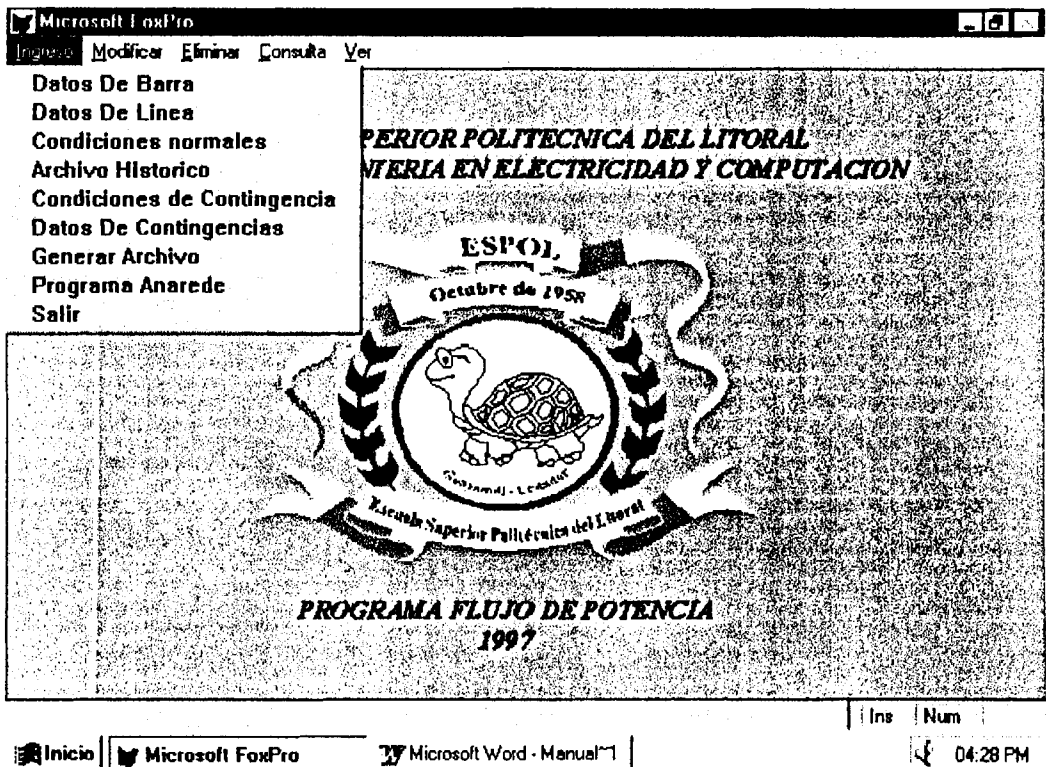 Microsoft FoxPro
Ingreso Modificar Eliminar Consulta Ver
Datos De Barra
Datos De Linea
Condiciones normales
Archivo Historico
Condiciones de Contingencia
Datos De Contingencias
Generar Archivo
Programa Anarede
Salir
PERIOR POLITECNICA DEL LITORAL
NIERIA EN ELECTRICIDAD Y COMPUTACION
ESPOL
Octubre de 1958
Guayaquil - Ecuador
Escuela Superior Politécnica del Litoral
PROGRAMA FLUJO DE POTENCIA
1997
Ins Num
Inicio Microsoft FoxPro Microsoft Word - Manual~1 04:28 PM